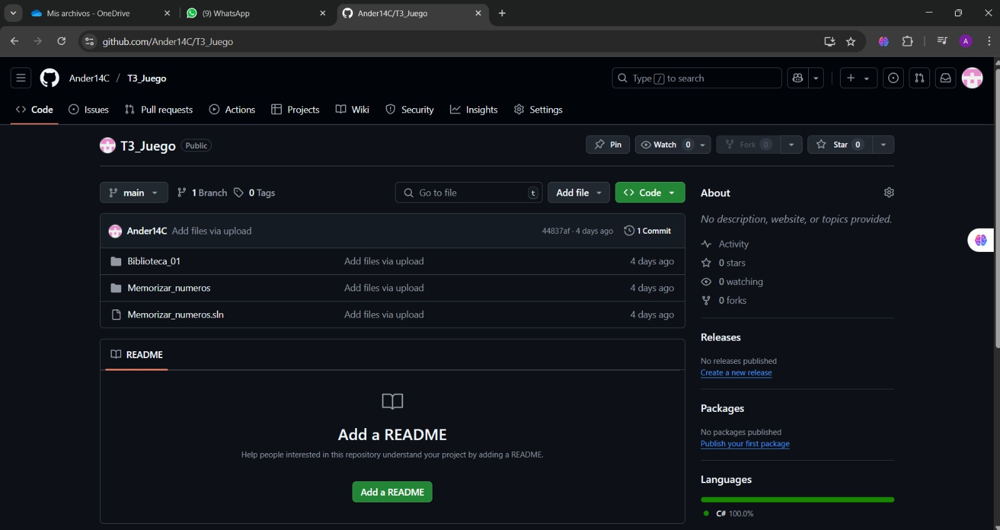 Mis archivos - OneDrive
(9) WhatsApp
Ander14C/T3_Juego
github.com/Ander14C/T3_Juego
A
Ander14C / T3_Juego
Type / to search
Code
Issues
Pull requests
Actions
Projects
Wiki
Security
Insights
Settings
T3_Juego Public
Pin
Watch 0
Fork 0
Star 0
main
1 Branch
0 Tags
Go to file t
Add file
Code
Ander14C Add files via upload 44837af · 4 days ago 1 Commit
Biblioteca_01 Add files via upload 4 days ago
Memorizar_numeros Add files via upload 4 days ago
Memorizar_numeros.sln Add files via upload 4 days ago
README
Add a README
Help people interested in this repository understand your project by adding a README.
Add a README
About
No description, website, or topics provided.
Activity
0 stars
0 watching
0 forks
Releases
No releases published
Create a new release
Packages
No packages published
Publish your first package
Languages
C# 100.0%